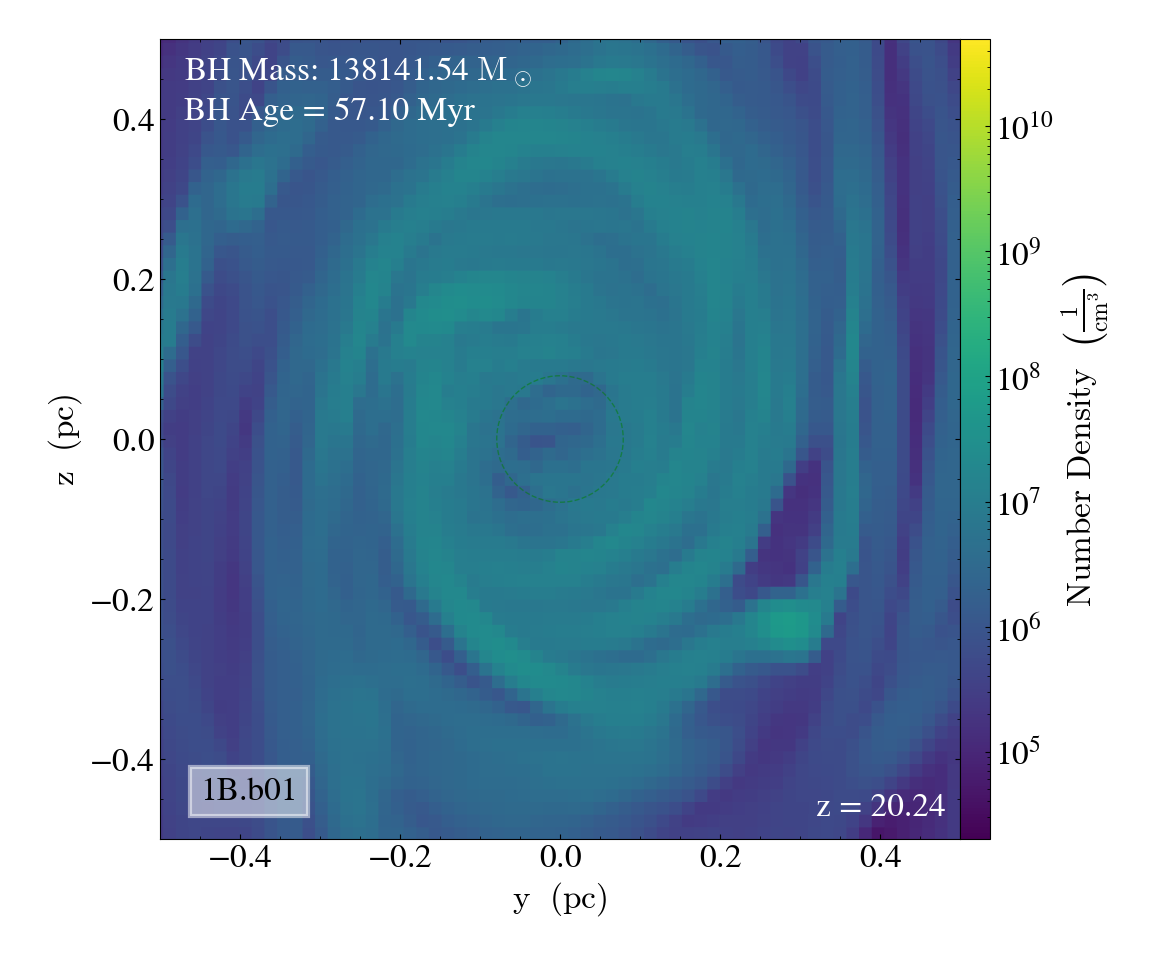 BH Mass: 138141.54 M⊙
BH Age = 57.10 Myr
1B.b01
z = 20.24
0.4
0.2
0.0
−0.2
−0.4
z (pc)
−0.4
−0.2
0.0
0.2
0.4
y (pc)
10¹⁰
10⁹
10⁸
10⁷
10⁶
10⁵
Number Density (1/cm³)